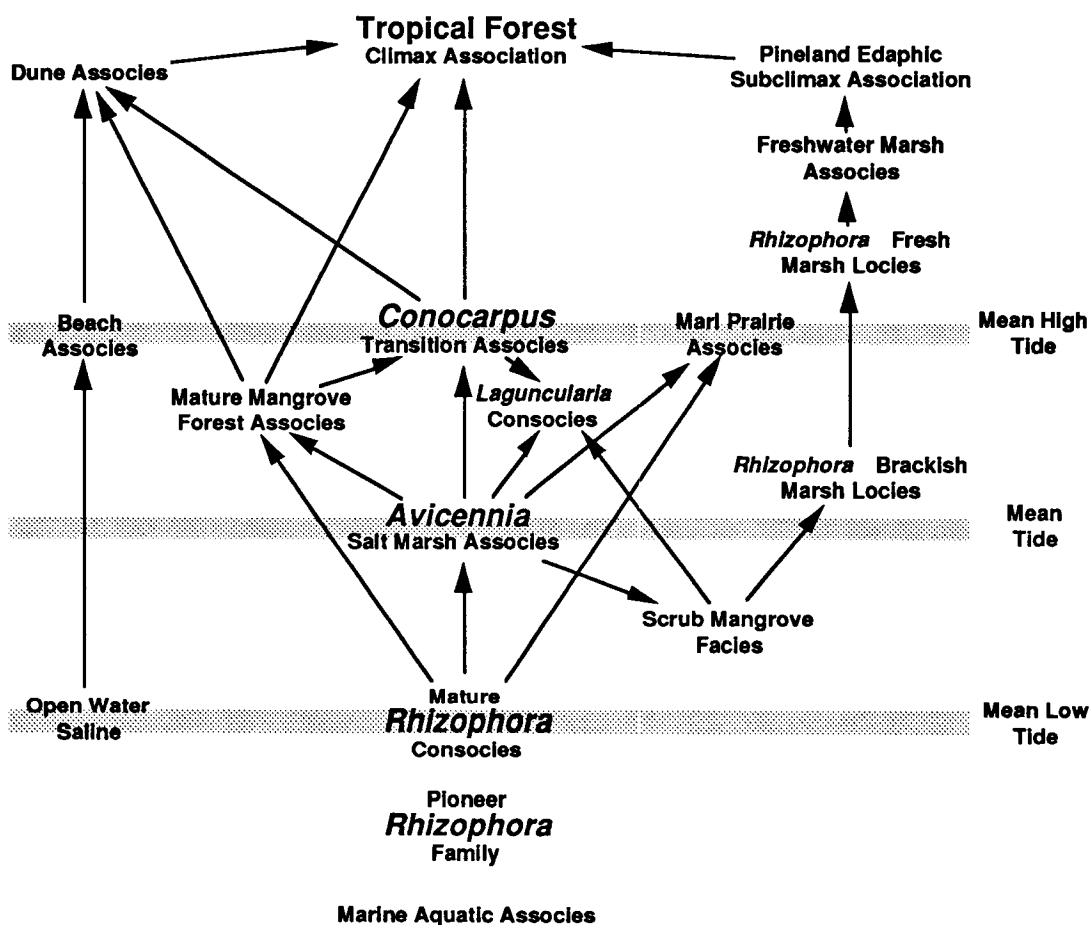 Tropical Forest
Climax Association
Dune Associes
Pineland Edaphic
Subclimax Association
Freshwater Marsh
Associes
Rhizophora Fresh
Marsh Locies
Beach
Associes
Conocarpus
Transition Associes
Marl Prairie
Associes
Mean High
Tide
Mature Mangrove
Forest Associes
Laguncularia
Consocies
Rhizophora Brackish
Marsh Locies
Avicennia
Salt Marsh Associes
Mean
Tide
Scrub Mangrove
Facies
Open Water
Saline
Mature
Rhizophora
Consocies
Mean Low
Tide
Pioneer
Rhizophora
Family
Marine Aquatic Associes